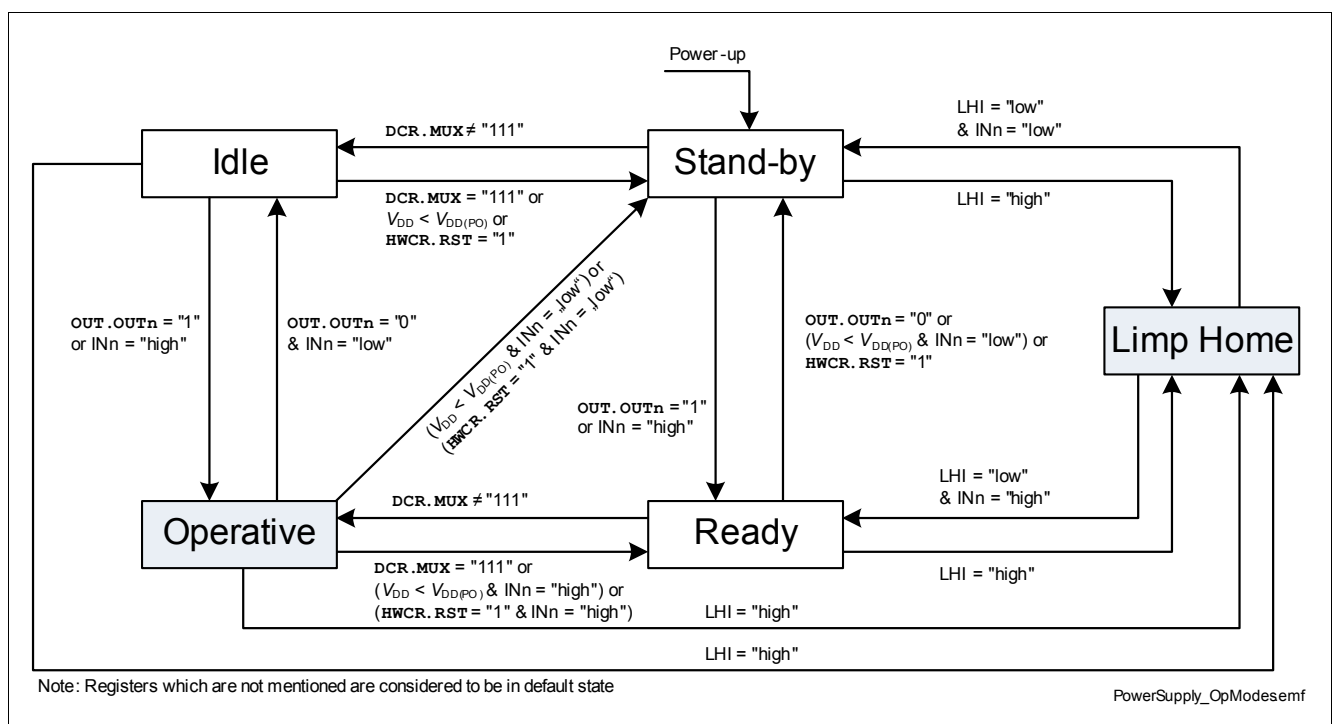 Power-up
DCR.MUX ≠ "111"
LHI = "low"
& INn = "low"
Idle
Stand-by
DCR.MUX = "111" or
VDD < VDD(PO) or
HWCR.RST = "1"
LHI = "high"
(VDD < VDD(PO) & INn = „low“) or
(HWCR.RST = "1" & INn = „low“)
OUT.OUTn = "1"
or INn = "high"
OUT.OUTn = "0"
& INn = "low"
OUT.OUTn = "0" or
(VDD < VDD(PO) & INn = "low") or
HWCR.RST = "1"
Limp Home
OUT.OUTn = "1"
or INn = "high"
LHI = "low"
& INn = "high"
DCR.MUX ≠ "111"
Operative
Ready
DCR.MUX = "111" or
(VDD < VDD(PO) & INn = "high") or
(HWCR.RST = "1" & INn = "high")
LHI = "high"
LHI = "high"
LHI = "high"
Note: Registers which are not mentioned are considered to be in default state
PowerSupply_OpModes.emf